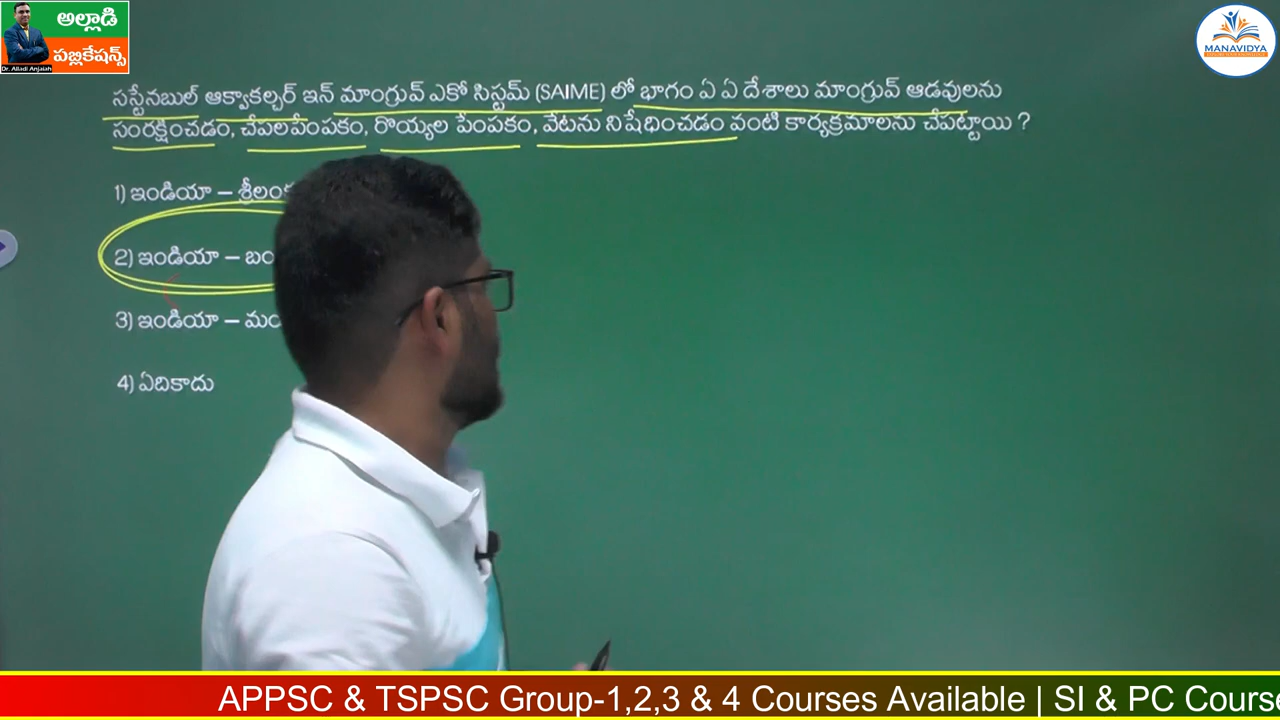 అల్లాడి
పబ్లికేషన్స్
Dr. Alladi Anjaiah
MANAVIDYA
సస్టేనబుల్ ఆక్వాకల్చర్ ఇన్ మాంగ్రువ్ ఎకో సిస్టమ్ (SAIME) లో భాగం ఏ ఏ దేశాలు మాంగ్రువ్ ఆడవులను
సంరక్షించడం, చేపలపెంపకం, రొయ్యల పేంపకం, వేటను నిషేధించడం వంటి కార్యక్రమాలను చేపట్టాయి ?
1) ఇండియా – శ్రీలంక
2) ఇండియా – బం
3) ఇండియా – మం
4) ఏదికాదు
APPSC & TSPSC Group-1,2,3 & 4 Courses Available | SI & PC Course